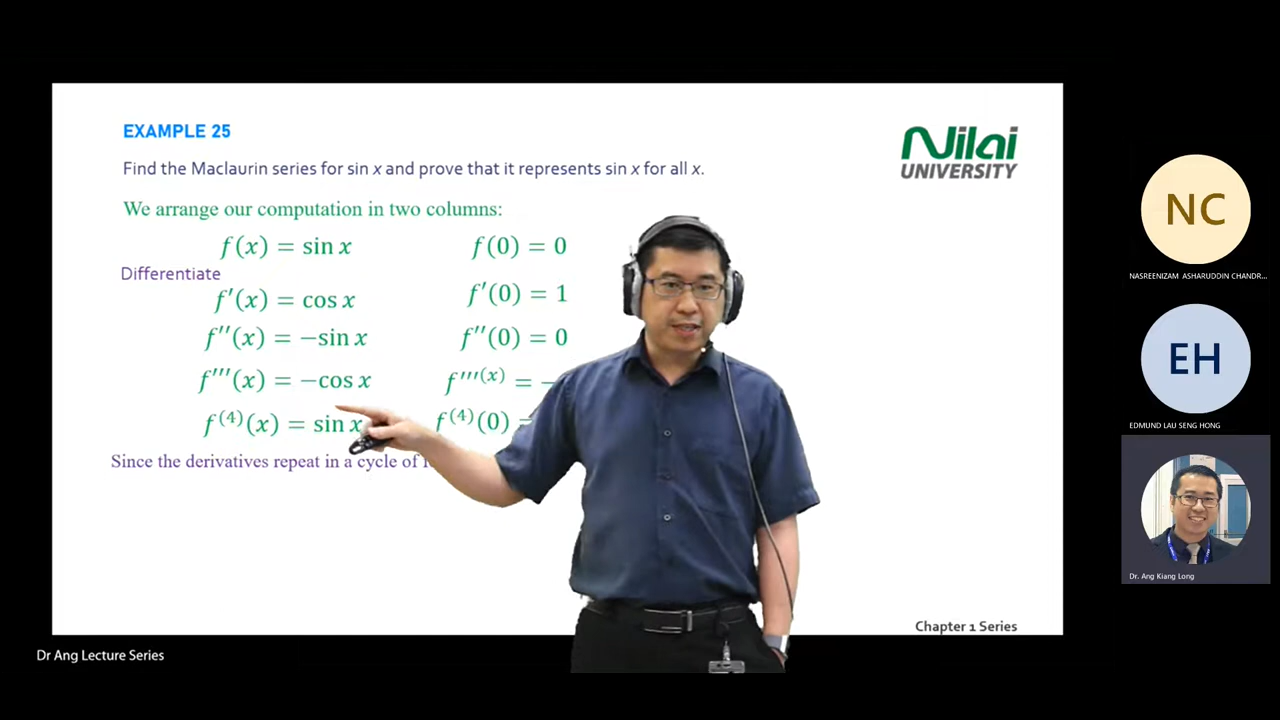 EXAMPLE 25
Nilai
UNIVERSITY
Find the Maclaurin series for sin x and prove that it represents sin x for all x.
We arrange our computation in two columns:
f(x) = sin x
f(0) = 0
Differentiate
f′(x) = cos x
f′(0) = 1
f′′(x) = −sin x
f′′(0) = 0
f′′′(x) = −cos x
f′′′⁽ˣ⁾ = −
f⁽⁴⁾(x) = sin x
f⁽⁴⁾(0) =
Since the derivatives repeat in a cycle of
Chapter 1 Series
Dr Ang Lecture Series
NC
NASREENIZAM ASHARUDDIN CHANDR...
EH
EDMUND LAU SENG HONG
Dr. Ang Kiang Long